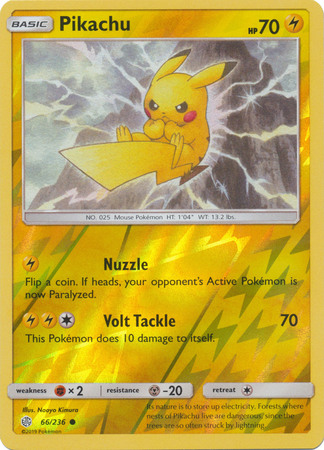 BASIC Pikachu HP 70
NO. 025 Mouse Pokémon HT: 1'04" WT: 13.2 lbs.
Nuzzle
Flip a coin. If heads, your opponent's Active Pokémon is
now Paralyzed.
Volt Tackle 70
This Pokémon does 10 damage to itself.
weakness × 2 resistance -20 retreat
Illus. Naoyo Kimura
66/236
©2019 Pokémon
Its nature is to store up electricity. Forests where
nests of Pikachu live are dangerous, since the
trees are so often struck by lightning.